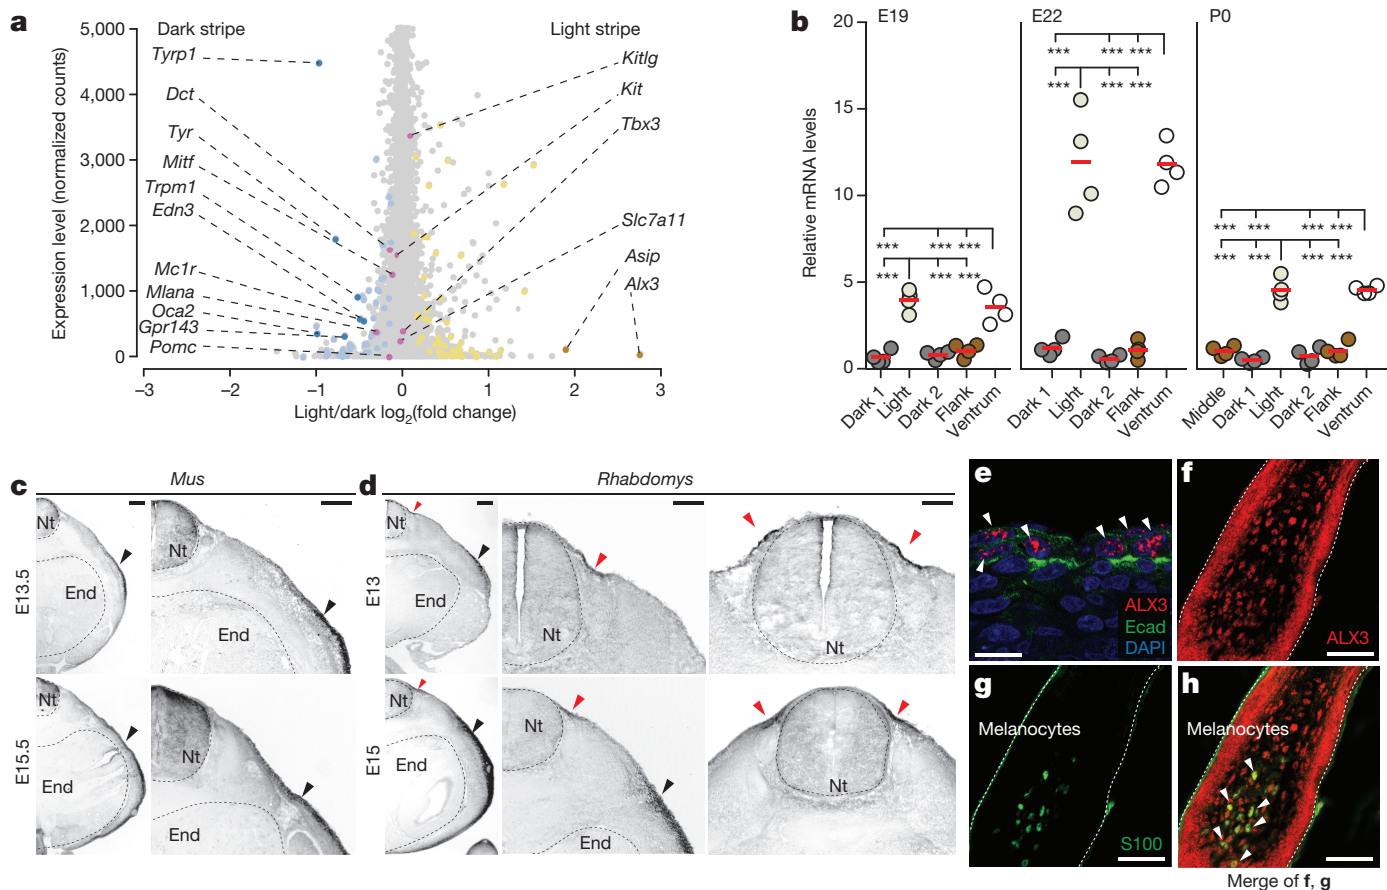 a
Dark stripe
Light stripe
Expression level (normalized counts)
5,000
4,000
3,000
2,000
1,000
0
Tyrp1
Dct
Tyr
Mitf
Trpm1
Edn3
Mc1r
Mlana
Oca2
Gpr143
Pomc
Kitlg
Kit
Tbx3
Slc7a11
Asip
Alx3
−3
−2
−1
0
1
2
3
Light/dark log2(fold change)
b
E19
E22
P0
Relative mRNA levels
20
15
10
5
0
*** *** ***
*** *** ***
*** *** ***
*** *** ***
*** *** *** ***
*** *** *** ***
Dark 1
Light
Dark 2
Flank
Ventrum
Dark 1
Light
Dark 2
Flank
Ventrum
Middle
Dark 1
Light
Dark 2
Flank
Ventrum
c
Mus
E13.5
Nt
End
Nt
End
E15.5
Nt
End
Nt
End
d
Rhabdomys
E13
Nt
End
Nt
Nt
E15
Nt
End
Nt
End
Nt
e
ALX3
Ecad
DAPI
f
ALX3
g
Melanocytes
S100
h
Melanocytes
Merge of f, g